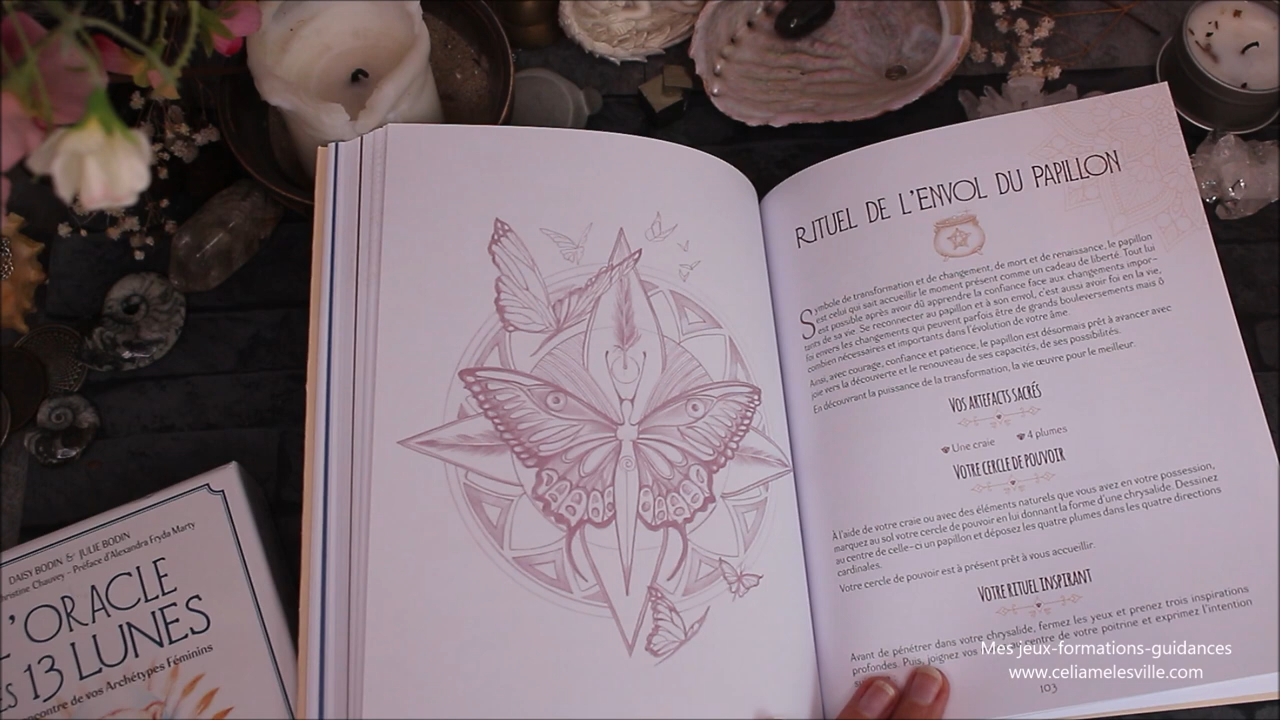 DAISY BODIN & JULIE BODIN
hristine Chauvey - Préface d'Alexandra Fryda Marty
'ORACLE
ES 13 LUNES
ncontre de vos Archétypes Féminins
RITUEL DE L'ENVOL DU PAPILLON
Symbole de transformation et de changement, de mort et de renaissance, le papillon
est celui qui sait accueillir le moment présent comme un cadeau de liberté. Tout lui
est possible après avoir dû apprendre la confiance face aux changements impor-
tants de sa vie. Se reconnecter au papillon et à son envol, c'est aussi avoir foi en la vie,
foi envers les changements qui peuvent parfois être de grands bouleversements mais ô
combien nécessaires et importants dans l'évolution de votre âme.
Ainsi, avec courage, confiance et patience, le papillon est désormais prêt à avancer avec
joie vers la découverte et le renouveau de ses capacités, de ses possibilités.
En découvrant la puissance de la transformation, la vie œuvre pour le meilleur.
VOS ARTEFACTS SACRÉS
Une craie 4 plumes
VOTRE CERCLE DE POUVOIR
À l'aide de votre craie ou avec des éléments naturels que vous avez en votre possession,
marquez au sol votre cercle de pouvoir en lui donnant la forme d'une chrysalide. Dessinez
au centre de celle-ci un papillon et déposez les quatre plumes dans les quatre directions
cardinales.
Votre cercle de pouvoir est à présent prêt à vous accueillir.
VOTRE RITUEL INSPIRANT
Avant de pénétrer dans votre chrysalide, fermez les yeux et prenez trois inspirations
profondes. Puis, joignez vos au centre de votre poitrine et exprimez l'intention
Mes jeux-formations-guidances
www.celiamelesville.com
103